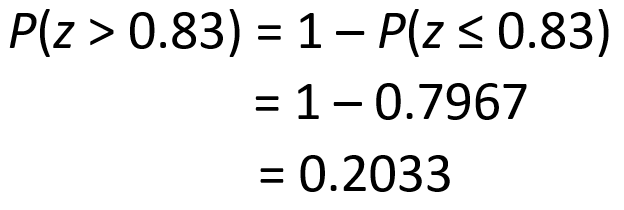 P(z > 0.83) = 1 – P(z ≤ 0.83)
= 1 – 0.7967
= 0.2033